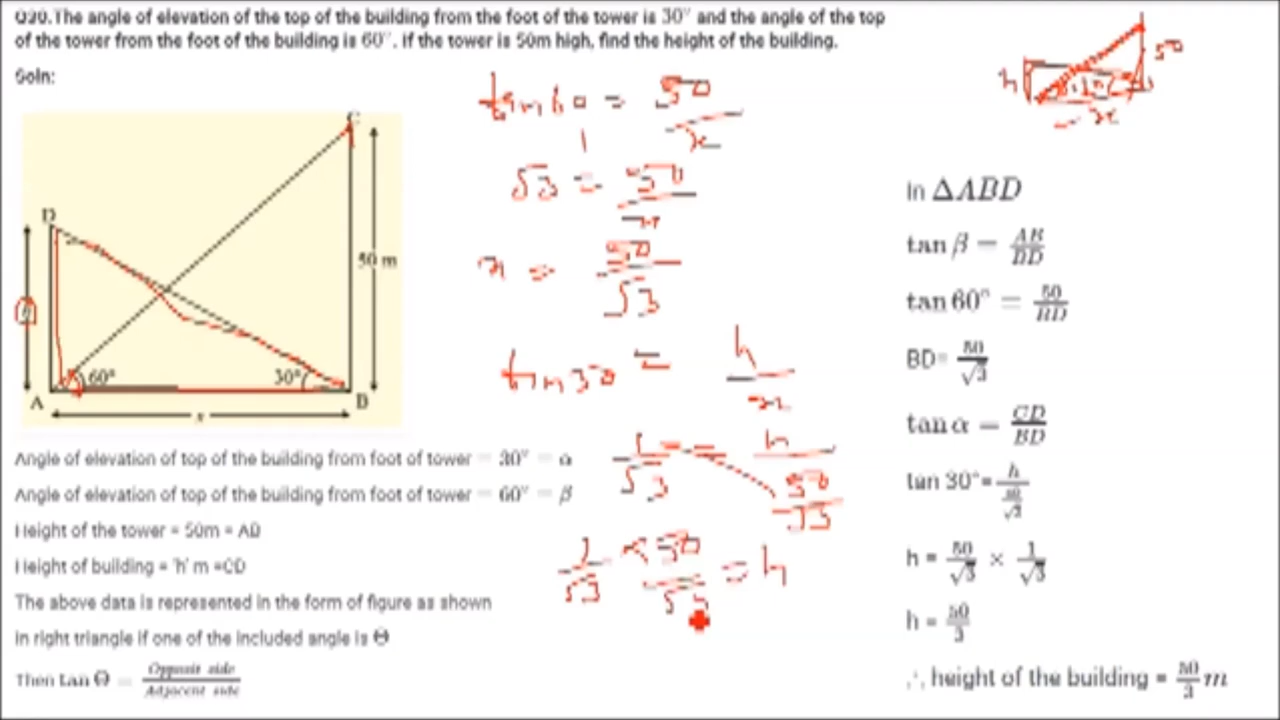 Q20.The angle of elevation of the top of the building from the foot of the tower is 30° and the angle of the top
of the tower from the foot of the building is 60°. If the tower is 50m high, find the height of the building.
Soln:
D
C
50 m
h
60°
30°
A
B
x
Angle of elevation of top of the building from foot of tower = 30° = α
Angle of elevation of top of the building from foot of tower = 60° = β
Height of the tower = 50m = AB
Height of building = 'h' m =CD
The above data is represented in the form of figure as shown
In right triangle if one of the included angle is Θ
Then tan Θ = Opposit side / Adjacent side
tan 60 = 50 / x
√3 = 50 / x
x = 50 / √3
tan 30 = h / x
1 / √3 = h / 50 / √3
1 / √3 × 50 / √3 = h
h
50
x
In ΔABD
tan β = AB / BD
tan 60° = 50 / BD
BD= 50 / √3
tan α = CD / BD
tan 30°= h / 50 / √3
h = 50 / √3 × 1 / √3
h = 50 / 3
∴ height of the building = 50 / 3 m